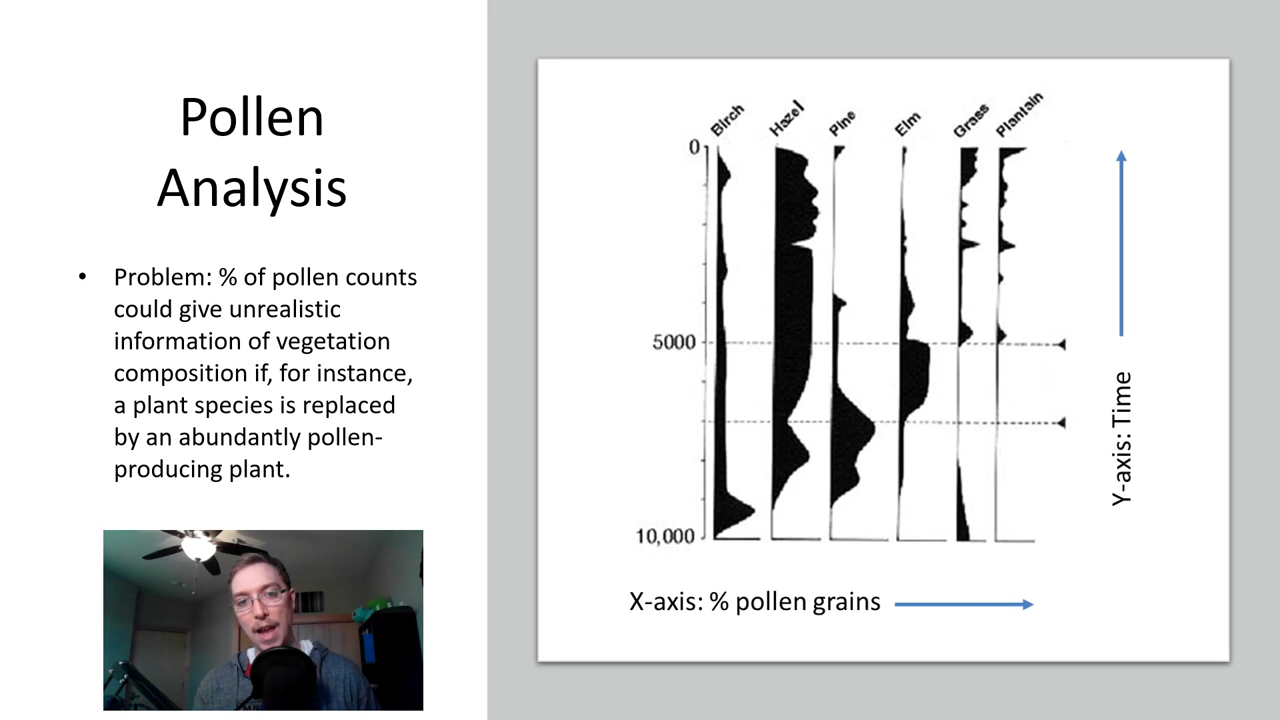 Pollen
Analysis
• Problem: % of pollen counts
could give unrealistic
information of vegetation
composition if, for instance,
a plant species is replaced
by an abundantly pollen-
producing plant.
Birch
Hazel
Pine
Elm
Grass
Plantain
0
5000
10,000
Y-axis: Time
X-axis: % pollen grains